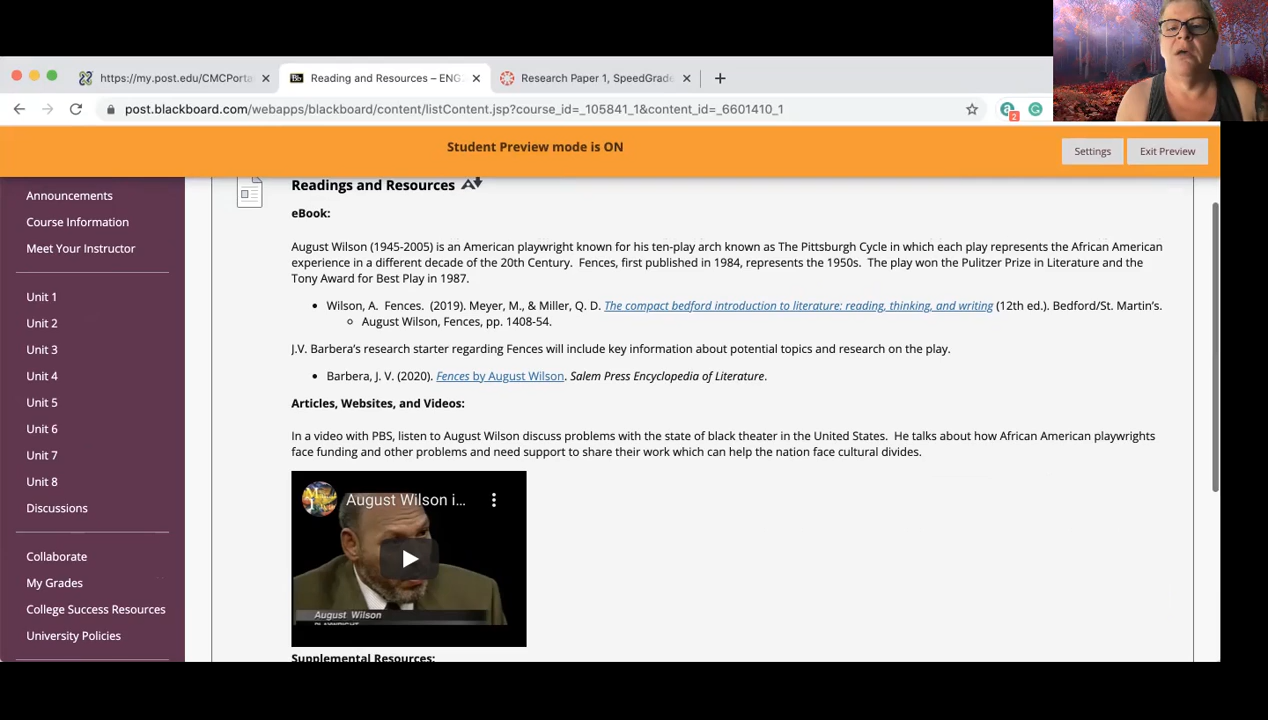 https://my.post.edu/CMCPorta
Reading and Resources – ENG
Research Paper 1, SpeedGrade
post.blackboard.com/webapps/blackboard/content/listContent.jsp?course_id=_105841_1&content_id=_6601410_1
2
Student Preview mode is ON
Settings
Exit Preview
Announcements
Course Information
Meet Your Instructor
Unit 1
Unit 2
Unit 3
Unit 4
Unit 5
Unit 6
Unit 7
Unit 8
Discussions
Collaborate
My Grades
College Success Resources
University Policies
Readings and Resources
eBook:
August Wilson (1945-2005) is an American playwright known for his ten-play arch known as The Pittsburgh Cycle in which each play represents the African American
experience in a different decade of the 20th Century. Fences, first published in 1984, represents the 1950s. The play won the Pulitzer Prize in Literature and the
Tony Award for Best Play in 1987.
Wilson, A. Fences. (2019). Meyer, M., & Miller, Q. D. The compact bedford introduction to literature: reading, thinking, and writing (12th ed.). Bedford/St. Martin's.
August Wilson, Fences, pp. 1408-54.
J.V. Barbera's research starter regarding Fences will include key information about potential topics and research on the play.
Barbera, J. V. (2020). Fences by August Wilson. Salem Press Encyclopedia of Literature.
Articles, Websites, and Videos:
In a video with PBS, listen to August Wilson discuss problems with the state of black theater in the United States. He talks about how African American playwrights
face funding and other problems and need support to share their work which can help the nation face cultural divides.
August Wilson i...
August Wilson
PLAYWRIGHT
Supplemental Resources: